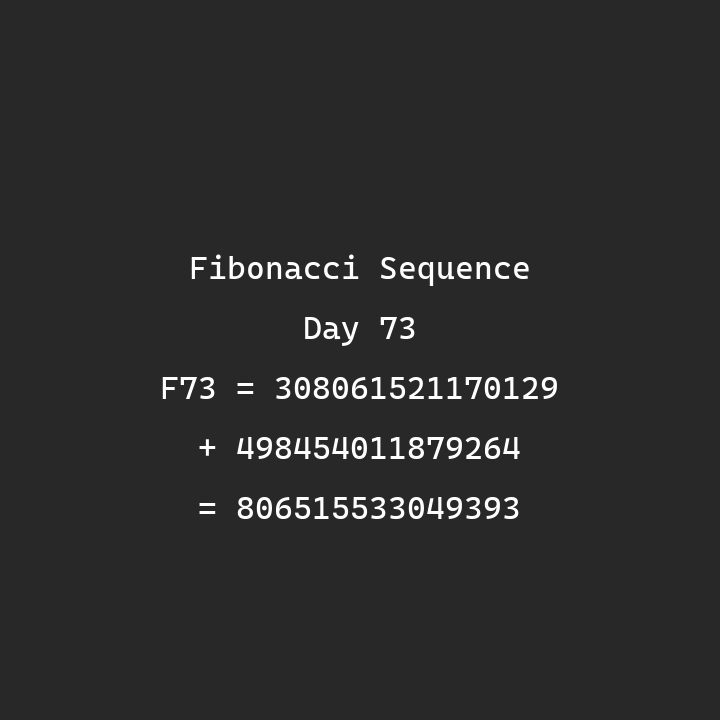 Fibonacci Sequence
Day 73
F73 = 308061521170129
+ 498454011879264
= 806515533049393